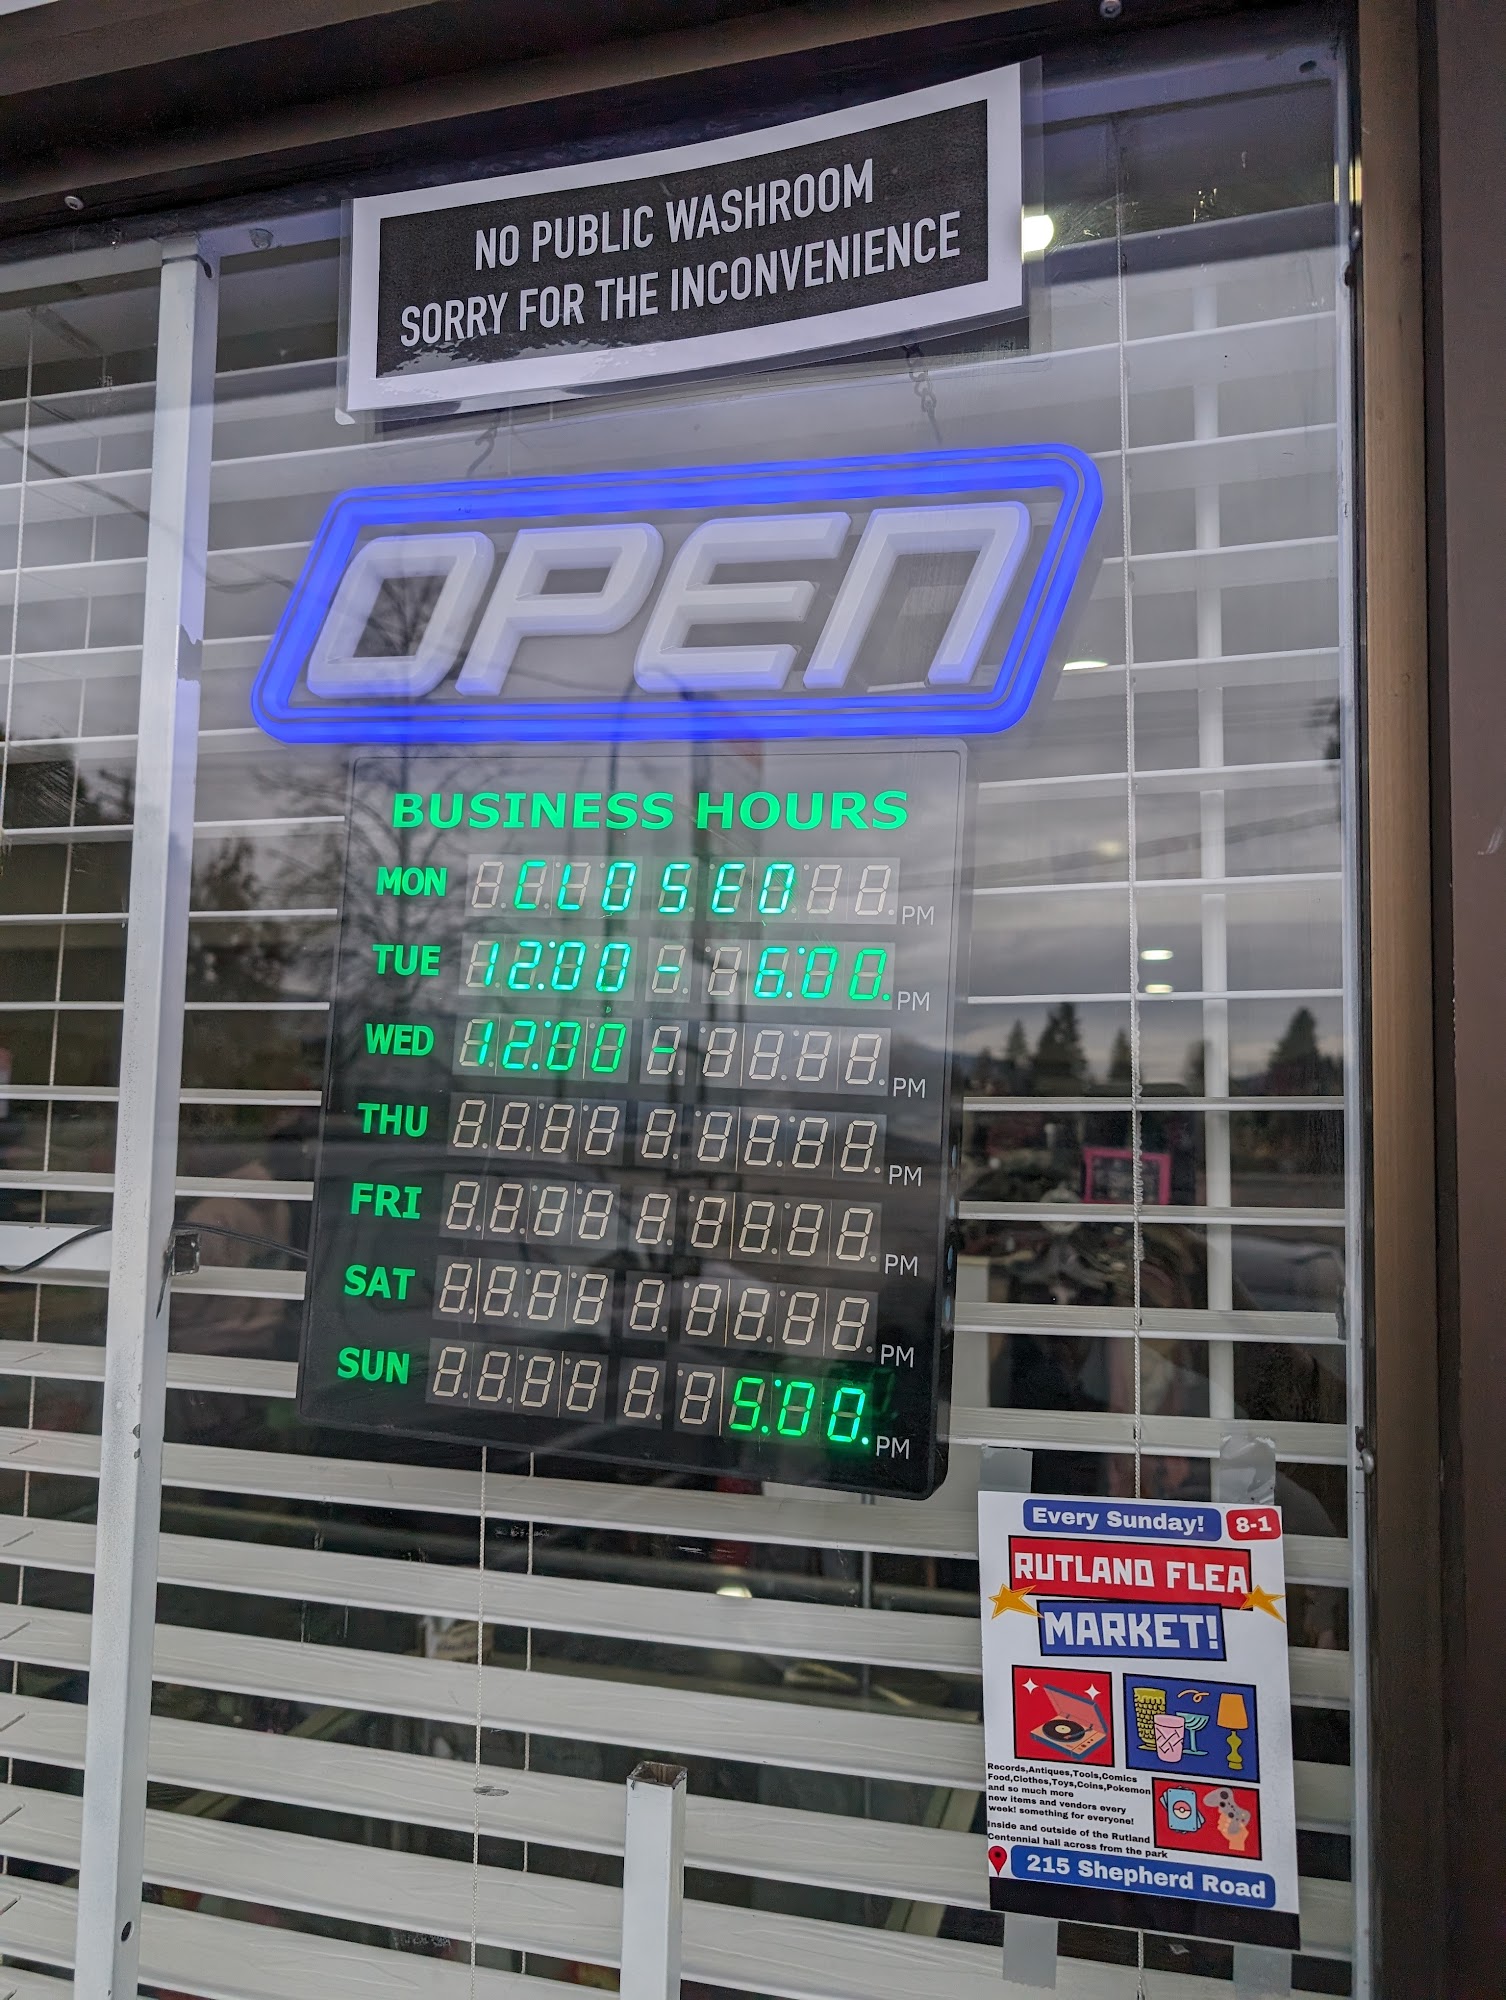 NO PUBLIC WASHROOM
SORRY FOR THE INCONVENIENCE
OPEN
BUSINESS HOURS
MON CLOSED PM
TUE 12:00 - 6:00 PM
WED 12:00 - PM
THU PM
FRI PM
SAT PM
SUN 5:00 PM
Every Sunday! 8-1
RUTLAND FLEA
MARKET!
Records,Antiques,Tools,Comics
Food,Clothes,Toys,Coins,Pokemon
and so much more
new items and vendors every
week! something for everyone!
Inside and outside of the Rutland
Centennial hall across from the park
215 Shepherd Road